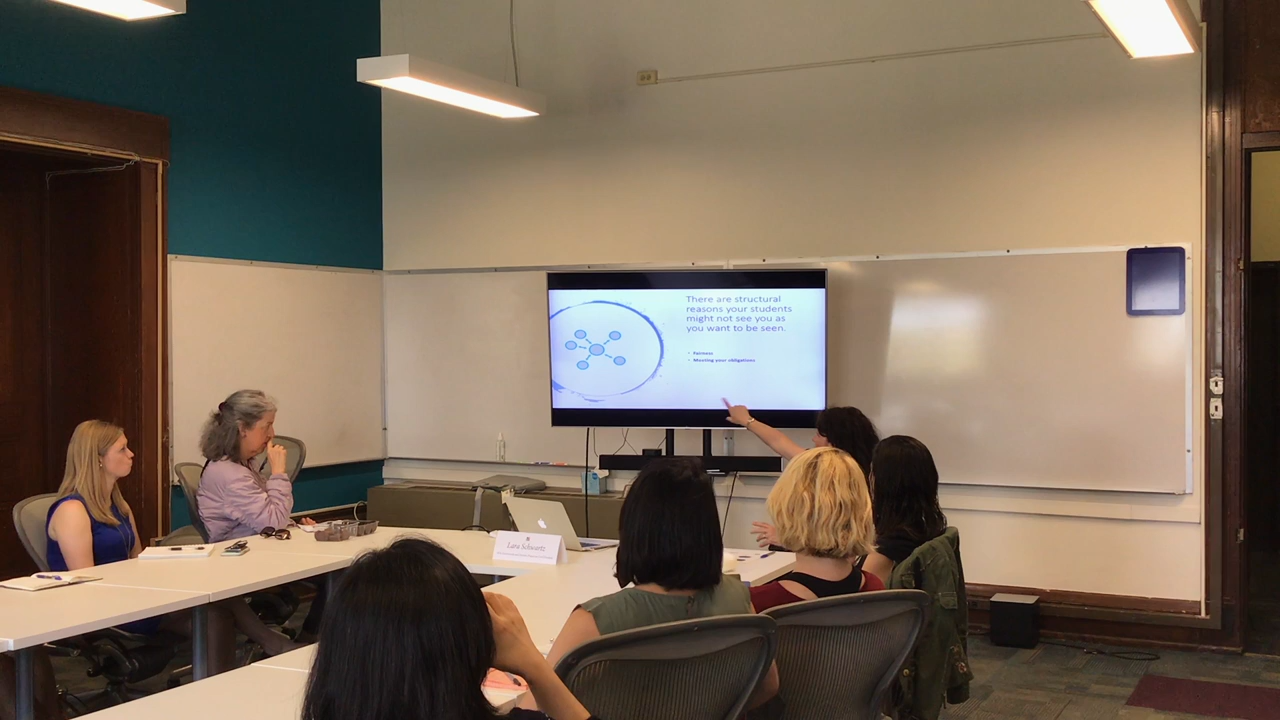 There are structural
reasons your students
might not see you as
you want to be seen.
• Fairness
• Meeting your obligations
Lara Schwartz